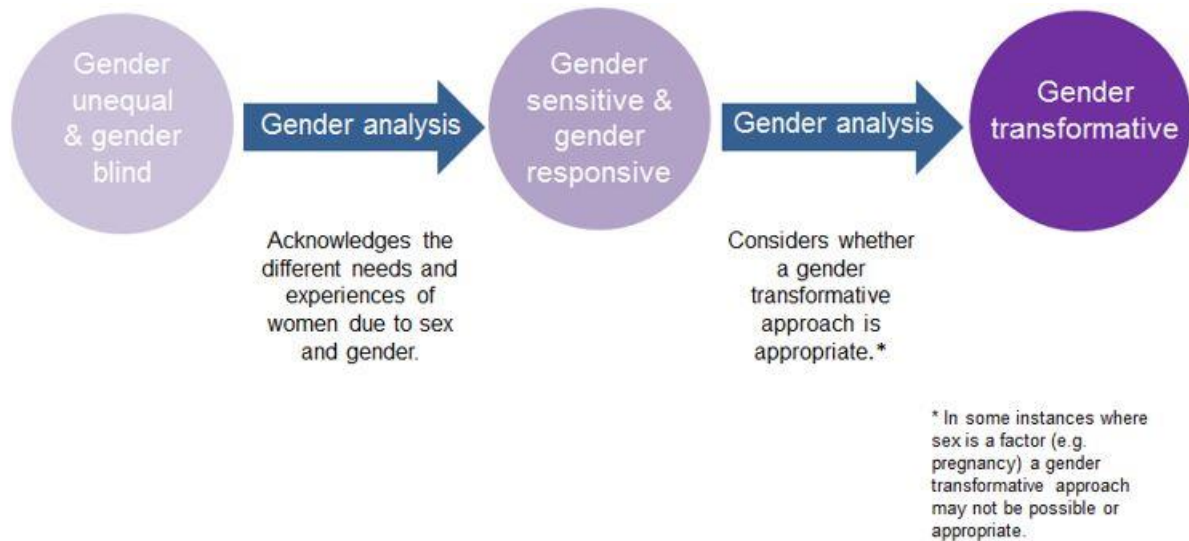 Gender
unequal
& gender
blind
Gender analysis
Gender
sensitive &
gender
responsive
Gender analysis
Gender
transformative
Acknowledges the
different needs and
experiences of
women due to sex
and gender.
Considers whether
a gender
transformative
approach is
appropriate.*
* In some instances where
sex is a factor (e.g.
pregnancy) a gender
transformative approach
may not be possible or
appropriate.